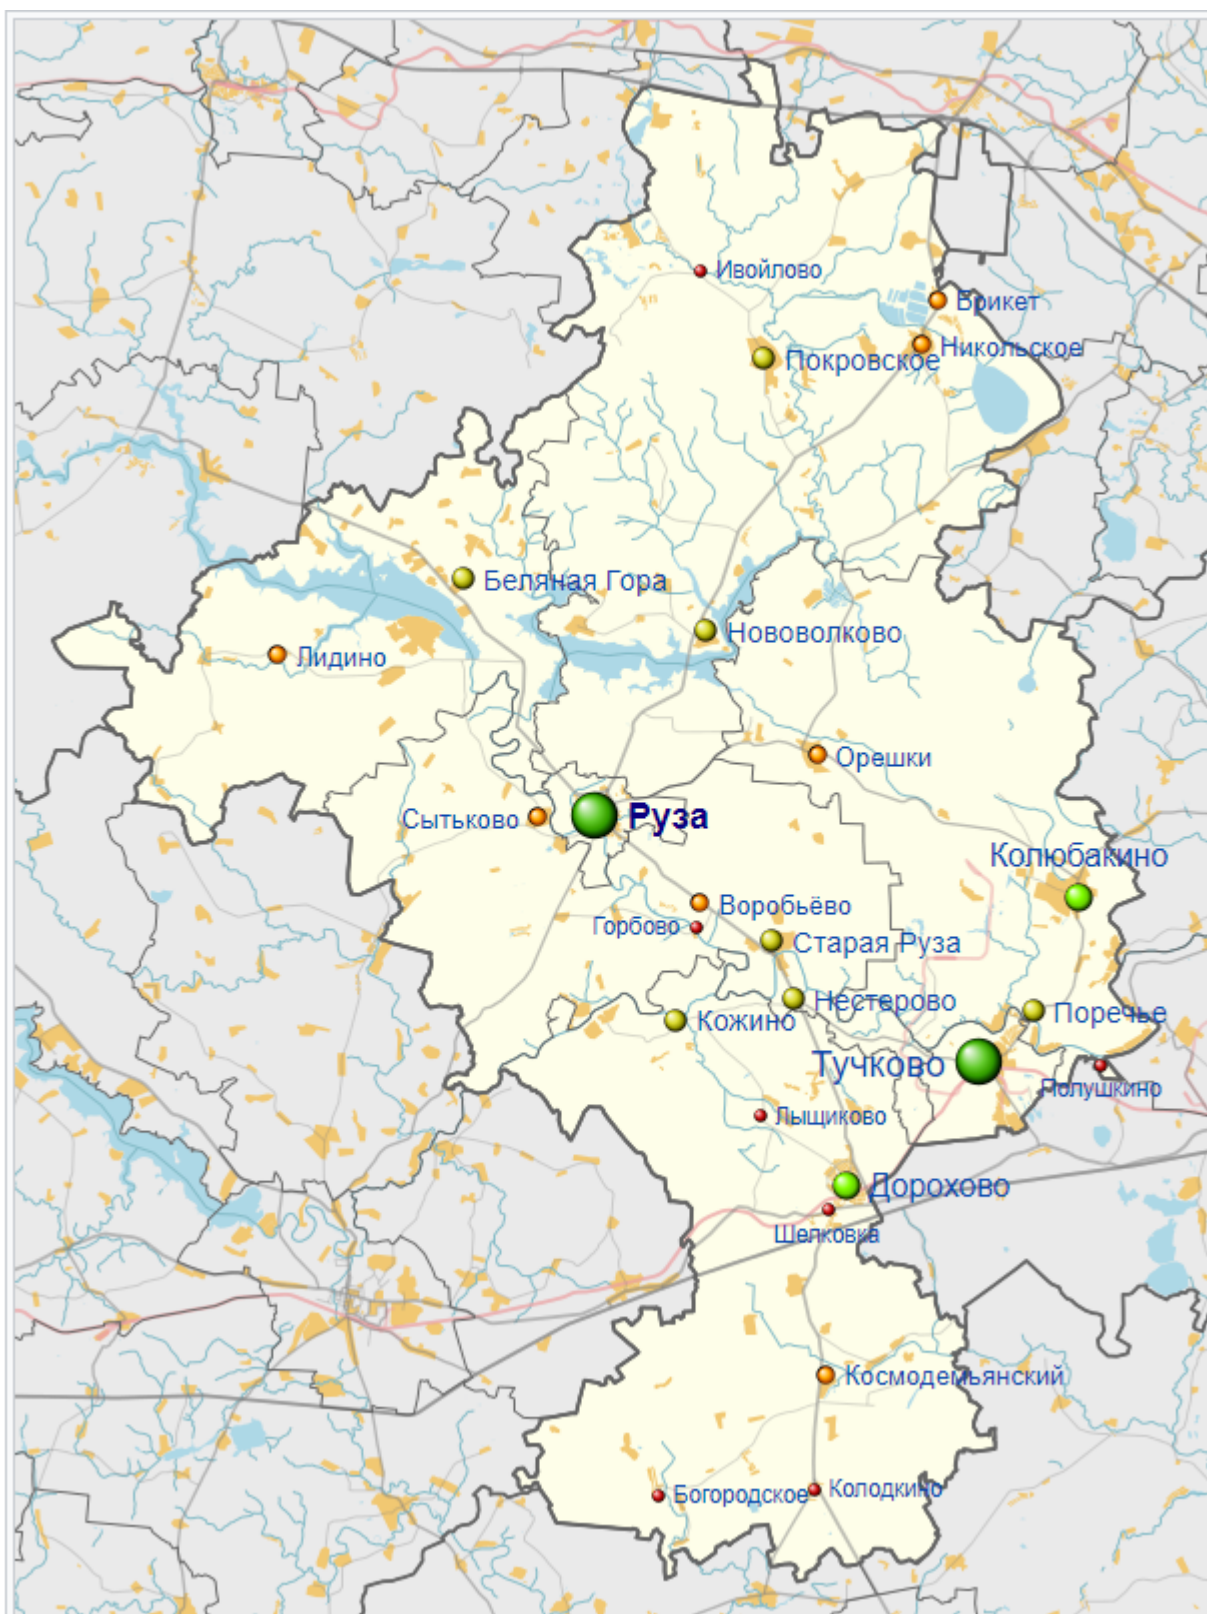 Ивойлово
Брикет
Никольское
Покровское
Беляная Гора
Нововолково
Лидино
Орешки
Руза
Сытьково
Колюбакино
Воробьёво
Горбово
Старая Руза
Нестерово
Поречье
Кожино
Тучково
Полушкино
Лыщиково
Дорохово
Шелковка
Космодемьянский
Колодкино
Богородское